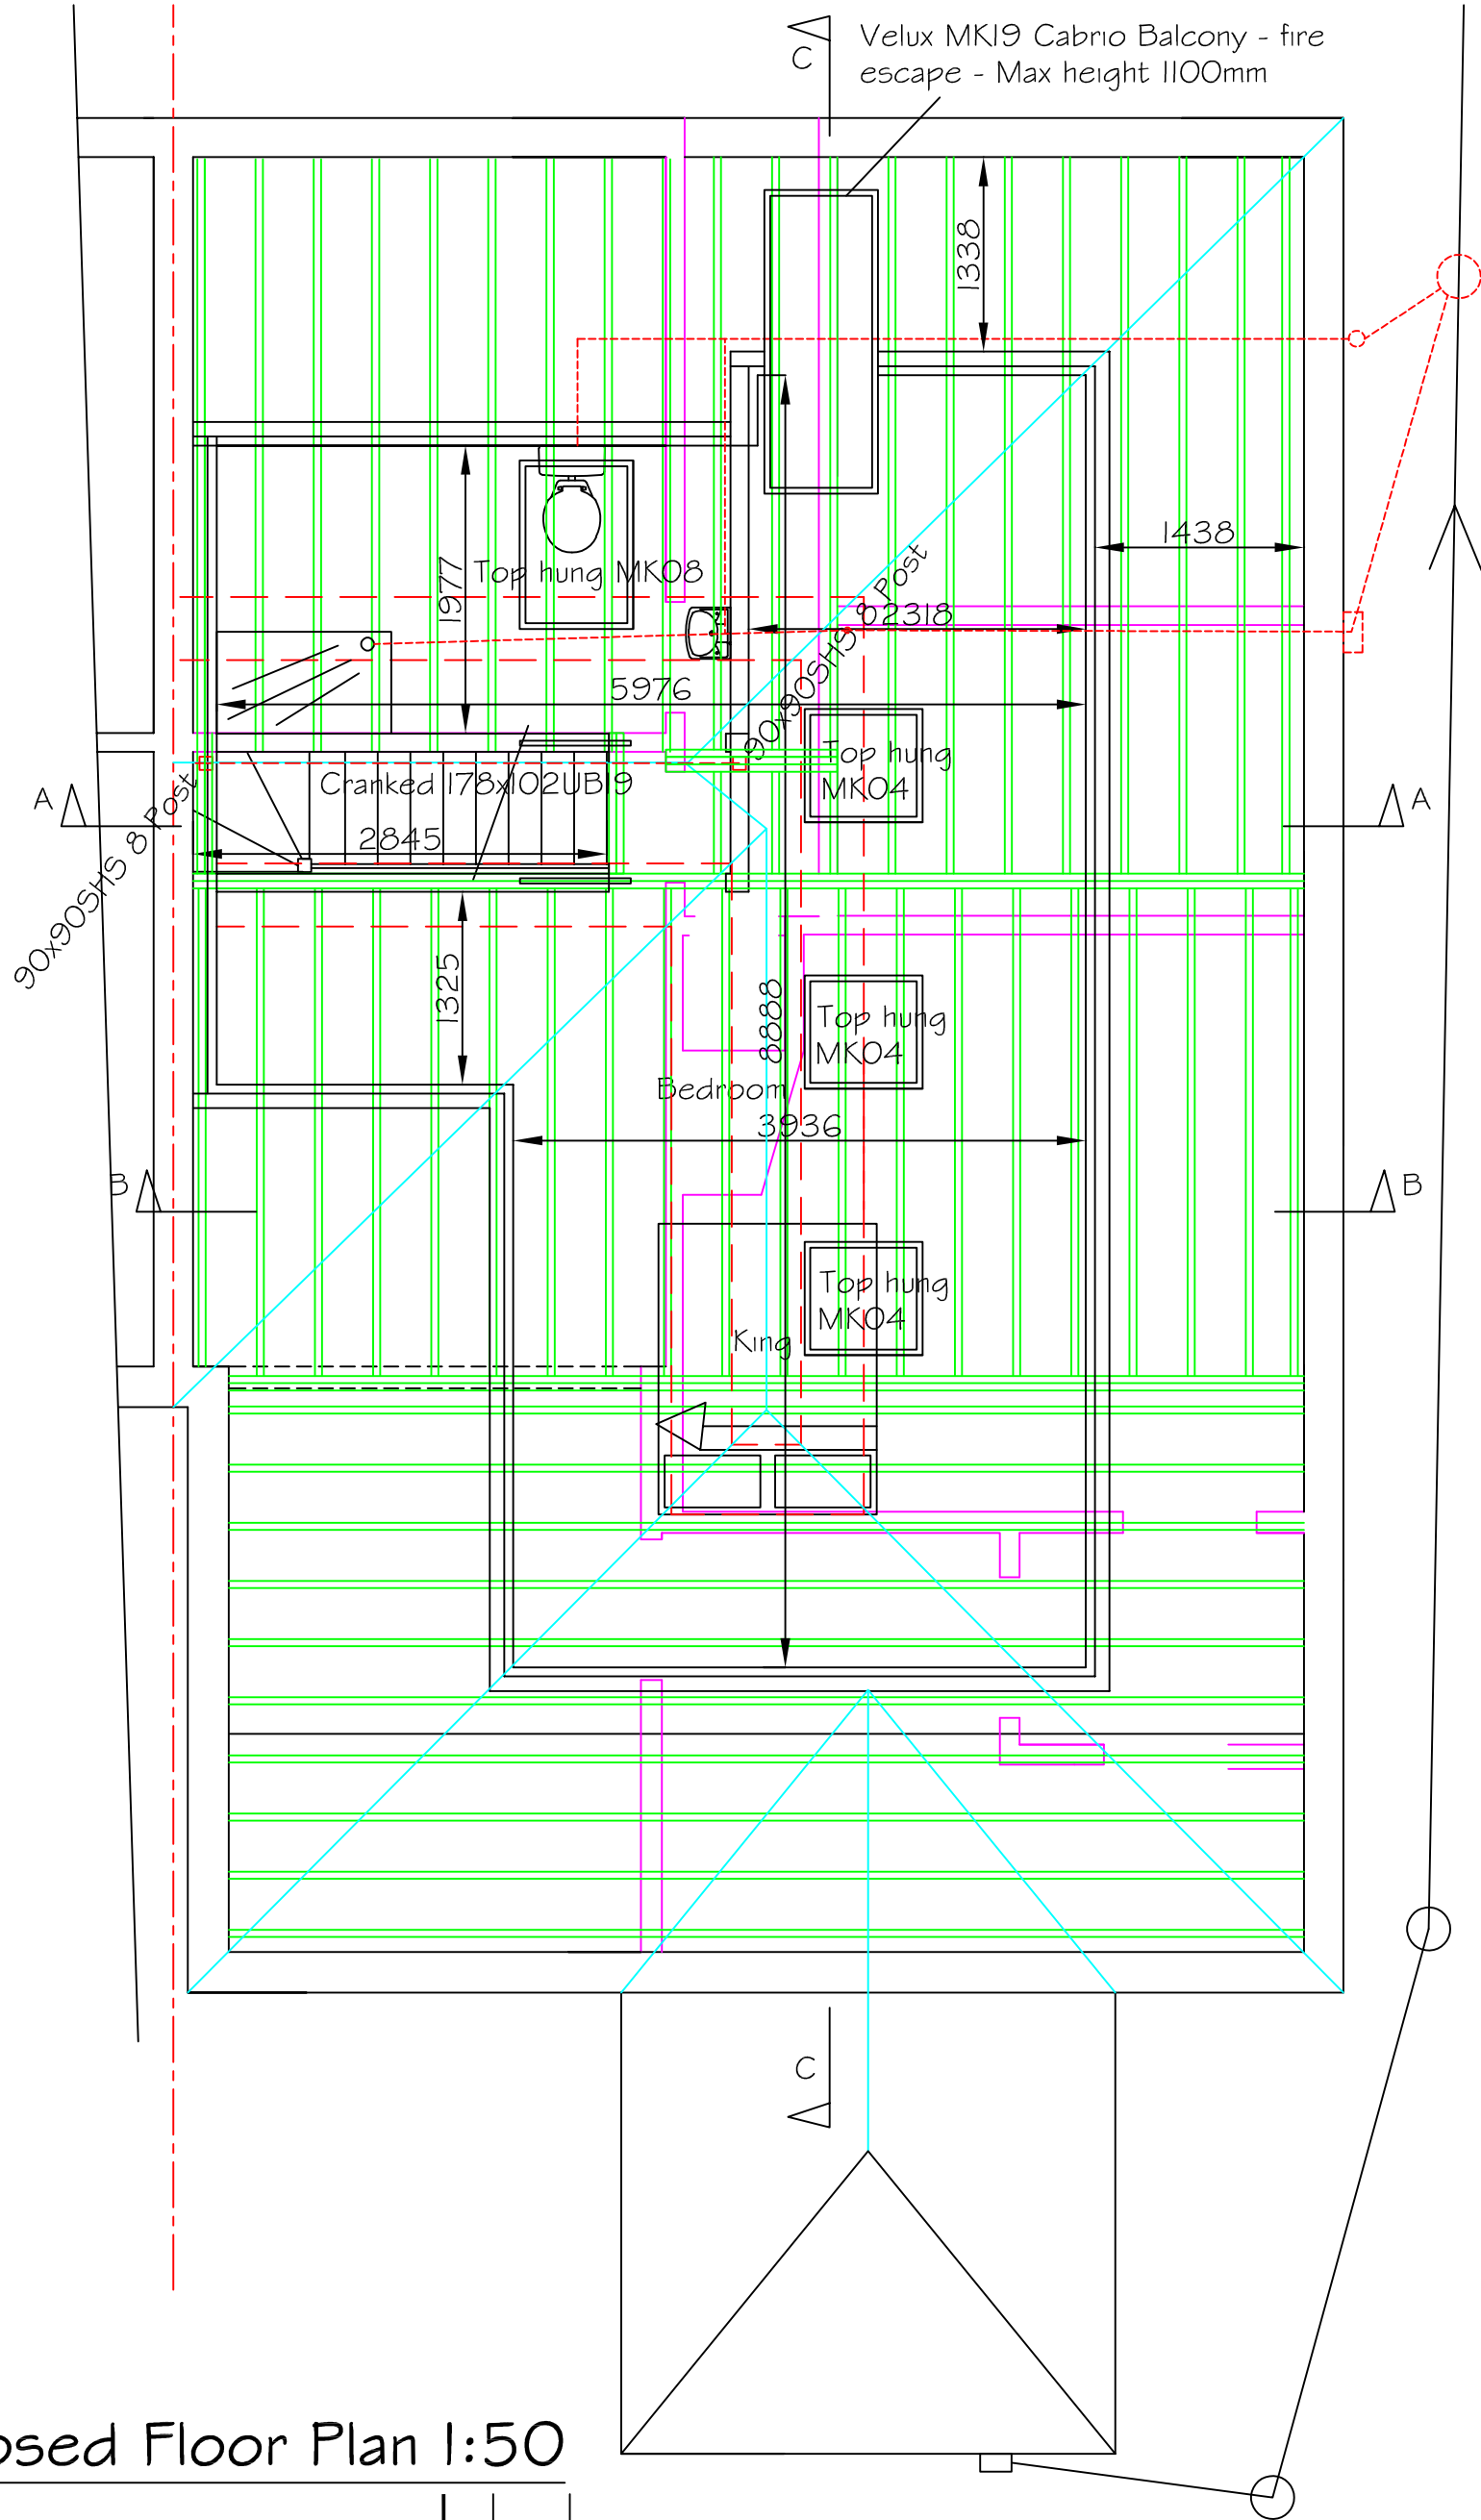 C
Velux MK19 Cabrio Balcony - fire
escape - Max height 1100mm
1338
1438
Top hung MK08
1977
90x90SHS 8 Post
2318
5976
Top hung
MK04
Cranked 178x102UB19
A
A
2845
90x90SHS 8 Post
1325
8888
Top hung
MK04
Bedroom
3936
B
B
Top hung
MK04
King
C
osed Floor Plan 1:50